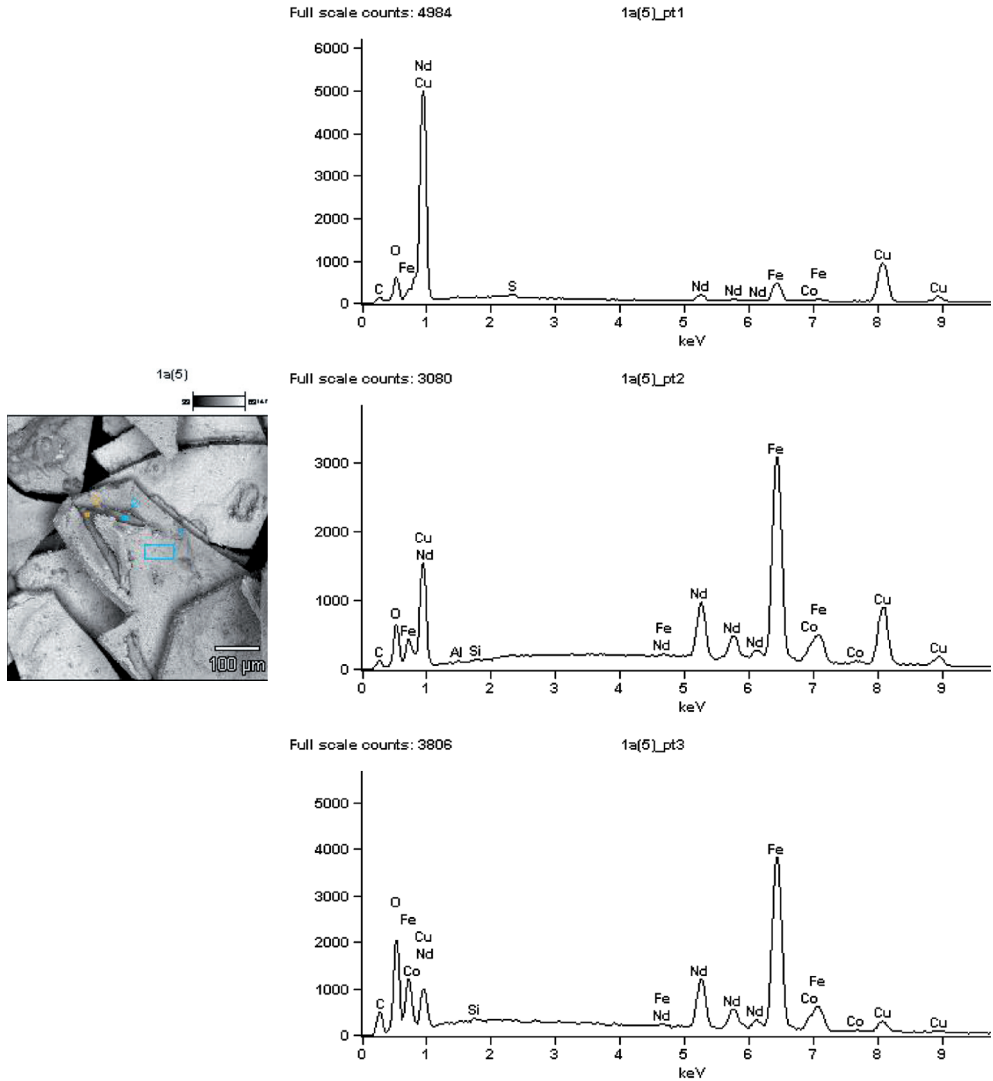 Full scale counts: 4984 1a(5)_pt1
6000
Nd
5000
Cu
4000
3000
2000
1000
O
Fe
C
S
Nd
Nd
Nd
Fe
Fe
Co
Cu
Cu
0
0 1 2 3 4 5 6 7 8 9
keV
1a(5)
Full scale counts: 3080 1a(5)_pt2
3000
Fe
2000
Cu
Nd
1000
O
Fe
C
Al
Si
Fe
Nd
Nd
Nd
Nd
Fe
Co
Co
Cu
Cu
0
0 1 2 3 4 5 6 7 8 9
keV
100 µm
Full scale counts: 3806 1a(5)_pt3
5000
4000
Fe
3000
O
Fe
2000
Cu
Nd
Co
1000
C
Si
Fe
Nd
Nd
Nd
Nd
Fe
Co
Co
Cu
Cu
0
0 1 2 3 4 5 6 7 8 9
keV